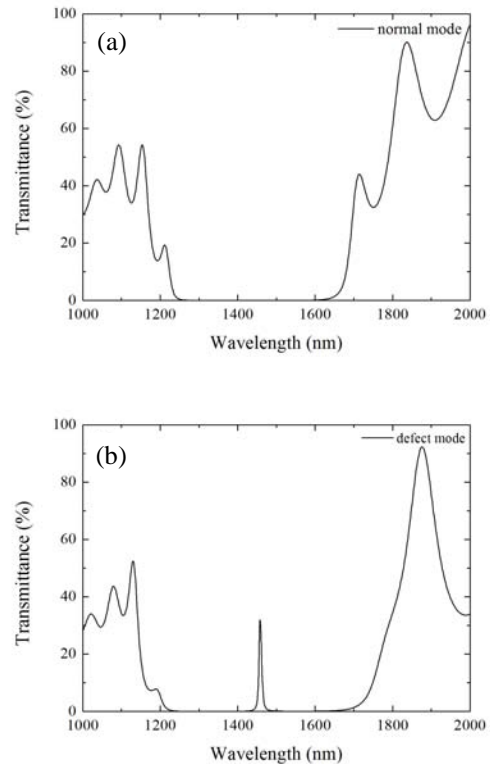 (a)
normal mode
100
80
60
40
20
0
Transmittance (%)
1000 1200 1400 1600 1800 2000
Wavelength (nm)
(b)
defect mode
100
80
60
40
20
0
Transmittance (%)
1000 1200 1400 1600 1800 2000
Wavelength (nm)